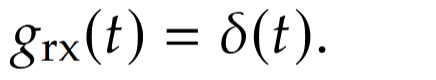 g_rx(t) = δ(t).